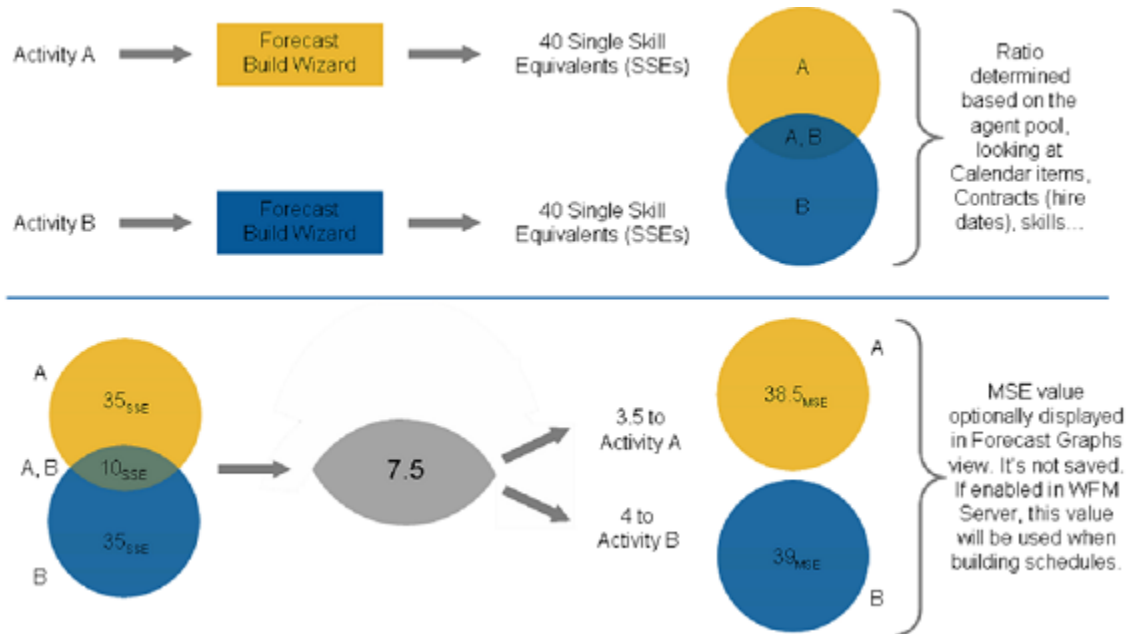 Activity A
Forecast
Build Wizard
40 Single Skill
Equivalents (SSEs)
A
A, B
B
Ratio
determined
based on the
agent pool,
looking at
Calendar items,
Contracts (hire
dates), skills...
Activity B
Forecast
Build Wizard
40 Single Skill
Equivalents (SSEs)
A
35SSE
A, B
10SSE
35SSE
B
7.5
3.5 to
Activity A
4 to
Activity B
A
38.5MSE
39MSE
B
MSE value
optionally displayed
in Forecast Graphs
view. It's not saved.
If enabled in WFM
Server, this value
will be used when
building schedules.